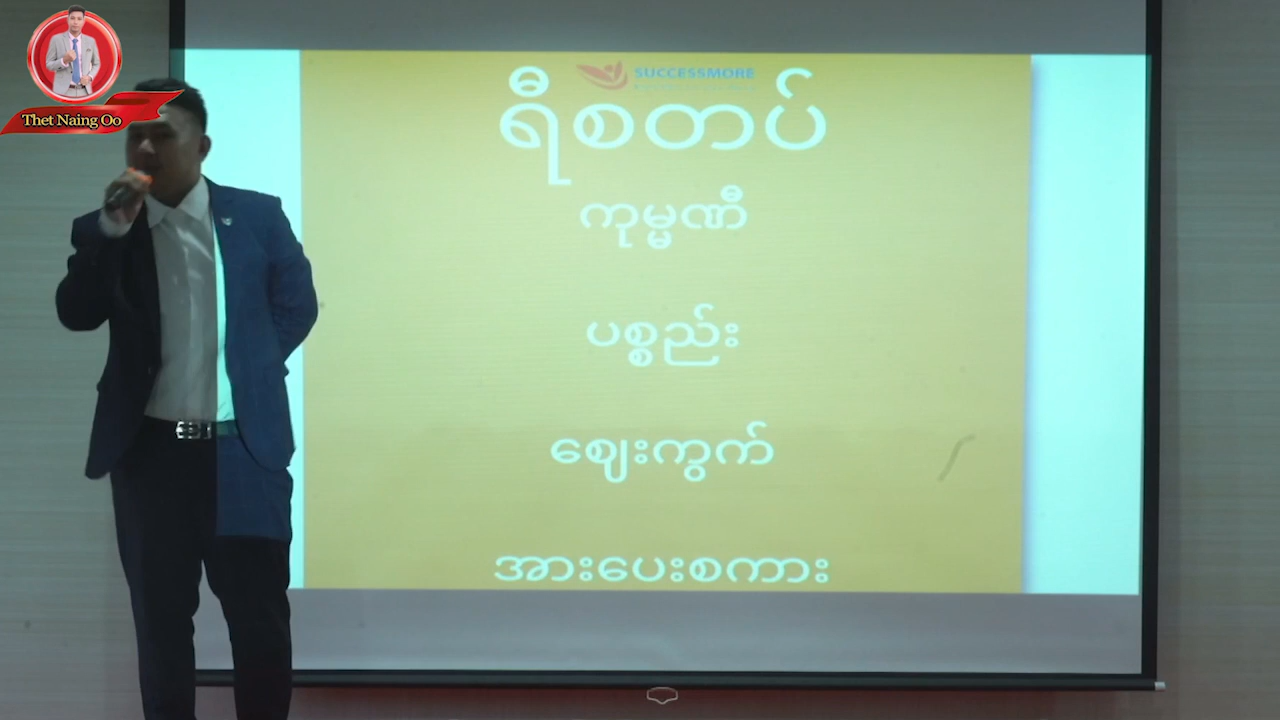 Thet Naing Oo
SUCCESSMORE
ရီစတပ်
ကုမ္မဏီ
ပစ္စည်း
ဈေးကွက်
အားပေးစကား